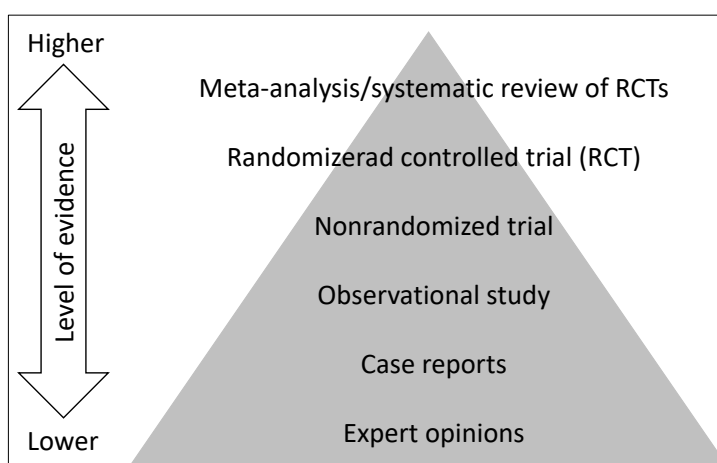 Higher
Meta-analysis/systematic review of RCTs
Randomizerad controlled trial (RCT)
Nonrandomized trial
Level of evidence
Observational study
Case reports
Expert opinions
Lower